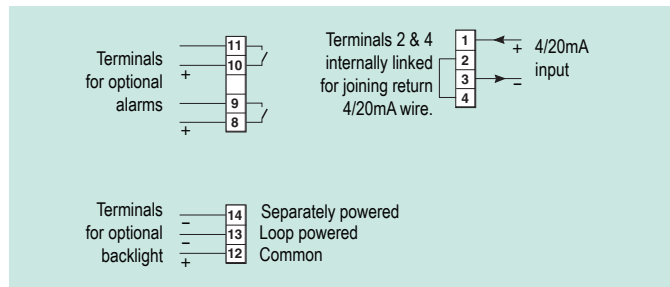 Terminals
for optional
alarms
+
+
11
10
9
8
Terminals 2 & 4
internally linked
for joining return
4/20mA wire.
1
2
3
4
+
−
4/20mA
input
Terminals
for optional
backlight
−
−
+
14 Separately powered
13 Loop powered
12 Common